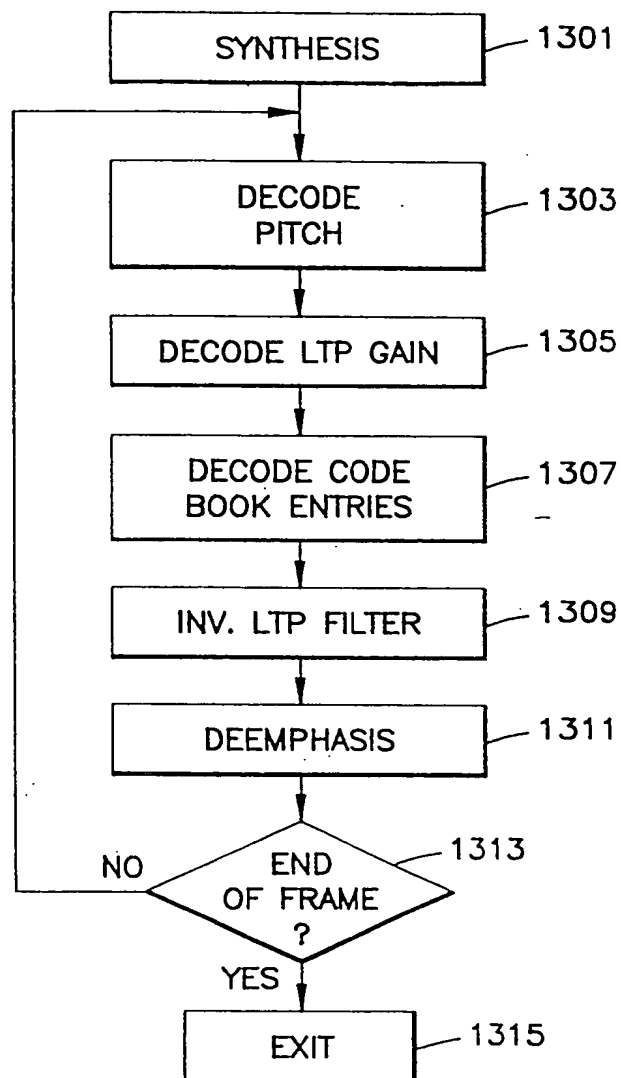 SYNTHESIS
1301
DECODE
PITCH
1303
DECODE LTP GAIN
1305
DECODE CODE
BOOK ENTRIES
1307
INV. LTP FILTER
1309
DEEMPHASIS
1311
END
OF FRAME
?
1313
NO
YES
EXIT
1315